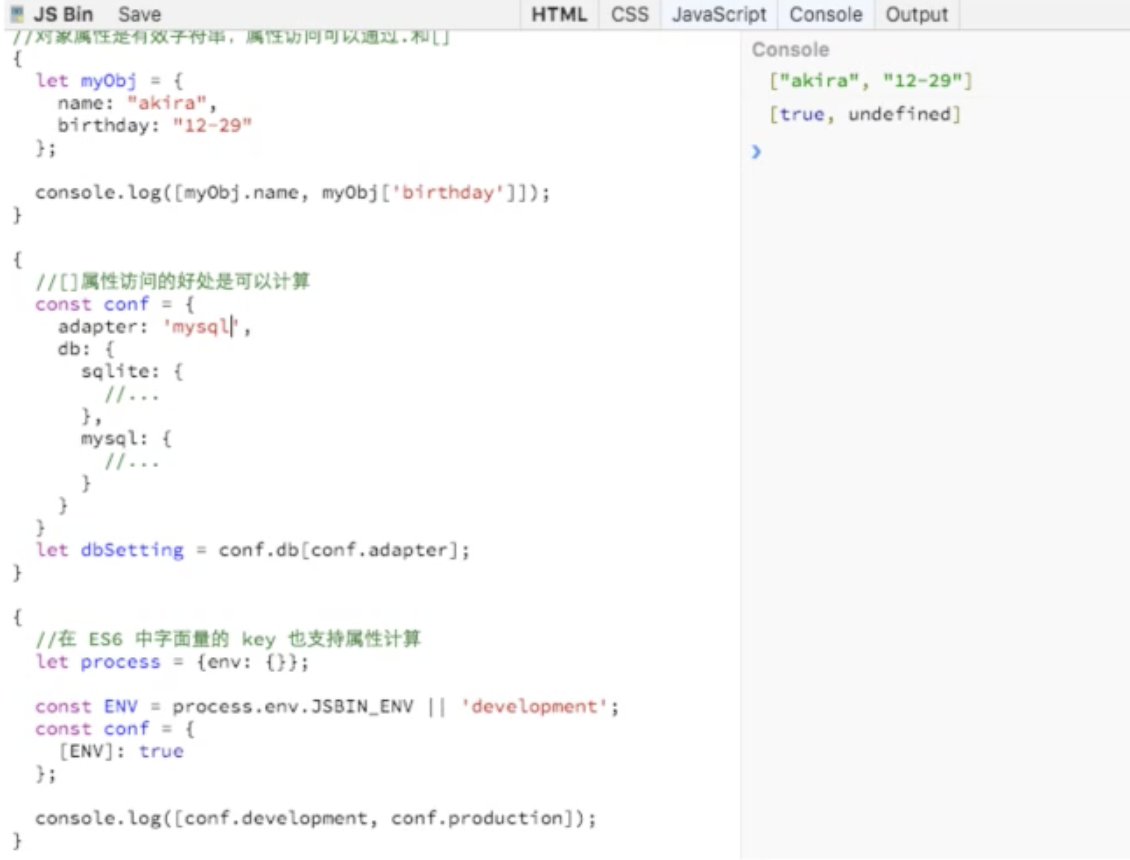 JS Bin Save HTML CSS JavaScript Console Output
//对象属性是有效字符串，属性访问可以通过.和[]
{
  let myObj = {
    name: "akira",
    birthday: "12-29"
  };

  console.log([myObj.name, myObj['birthday']]);
}

{
  //[]属性访问的好处是可以计算
  const conf = {
    adapter: 'mysql',
    db: {
      sqlite: {
        //...
      },
      mysql: {
        //...
      }
    }
  }
  let dbSetting = conf.db[conf.adapter];
}

{
  //在 ES6 中字面量的 key 也支持属性计算
  let process = {env: {}};

  const ENV = process.env.JSBIN_ENV || 'development';
  const conf = {
    [ENV]: true
  };

  console.log([conf.development, conf.production]);
}
Console
["akira", "12-29"]
[true, undefined]